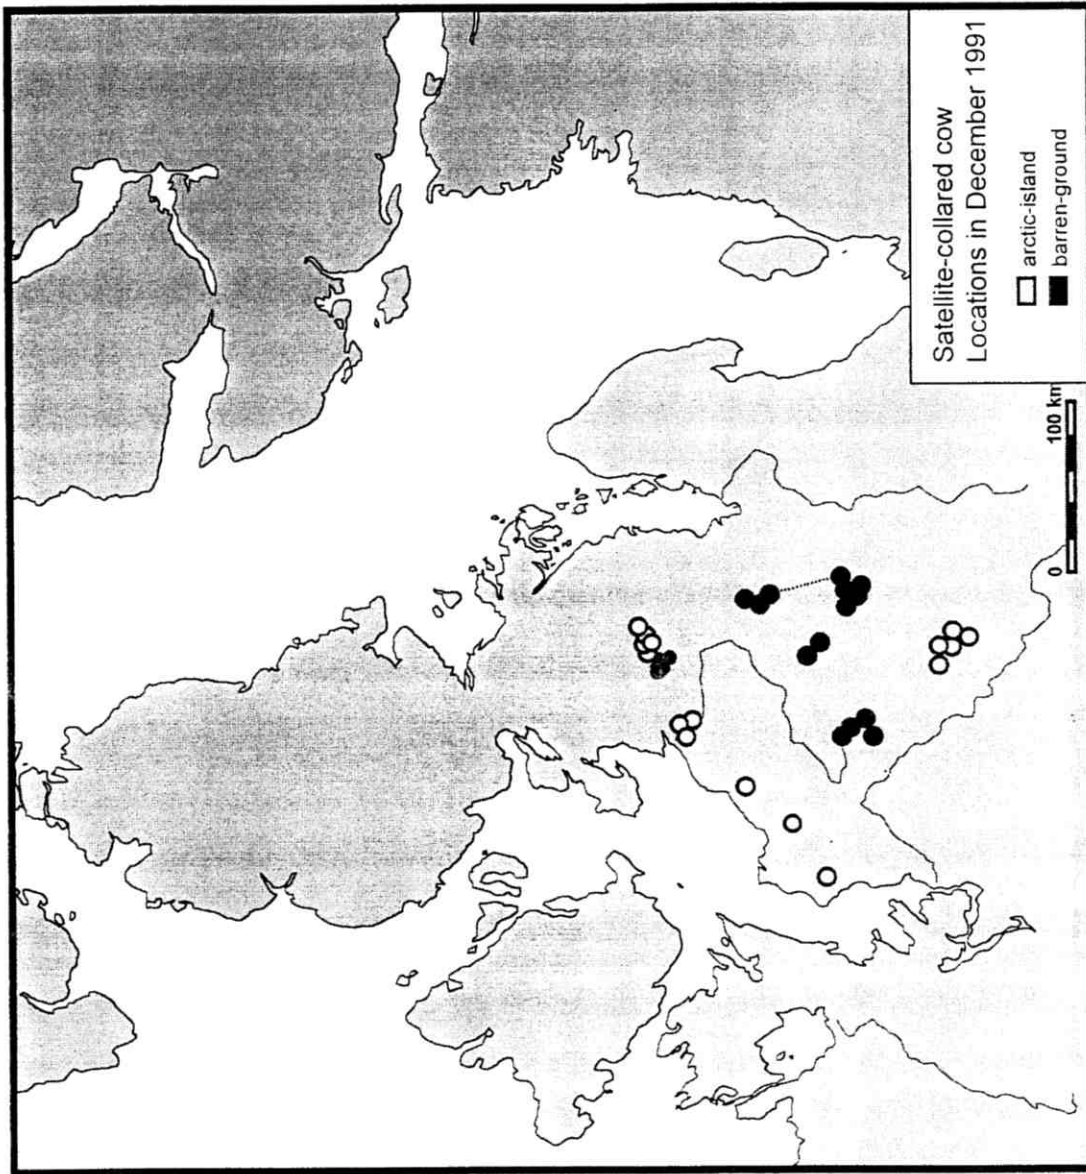 Satellite-collared cow
Locations in December 1991
arctic-island
barren-ground
0 100 km